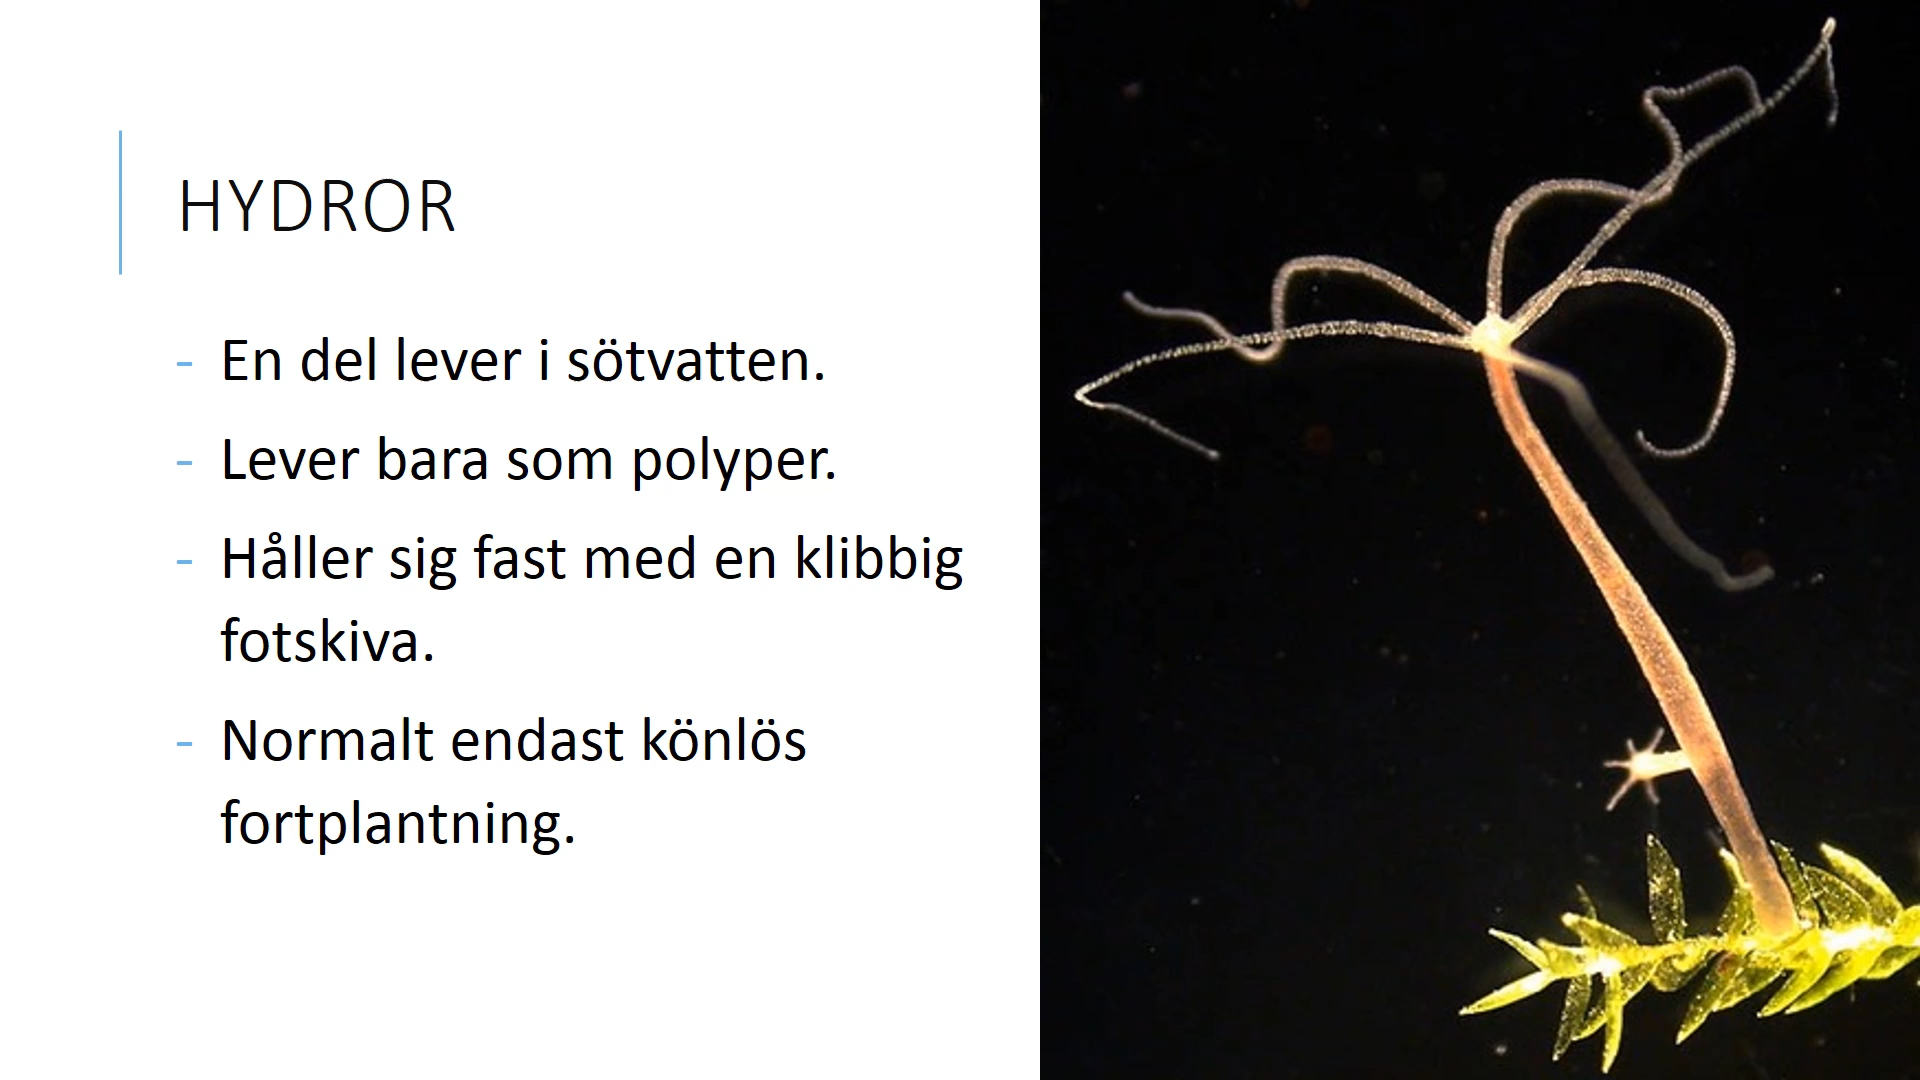 HYDROR
- En del lever i sötvatten.
- Lever bara som polyper.
- Håller sig fast med en klibbig
fotskiva.
- Normalt endast könlös
fortplantning.